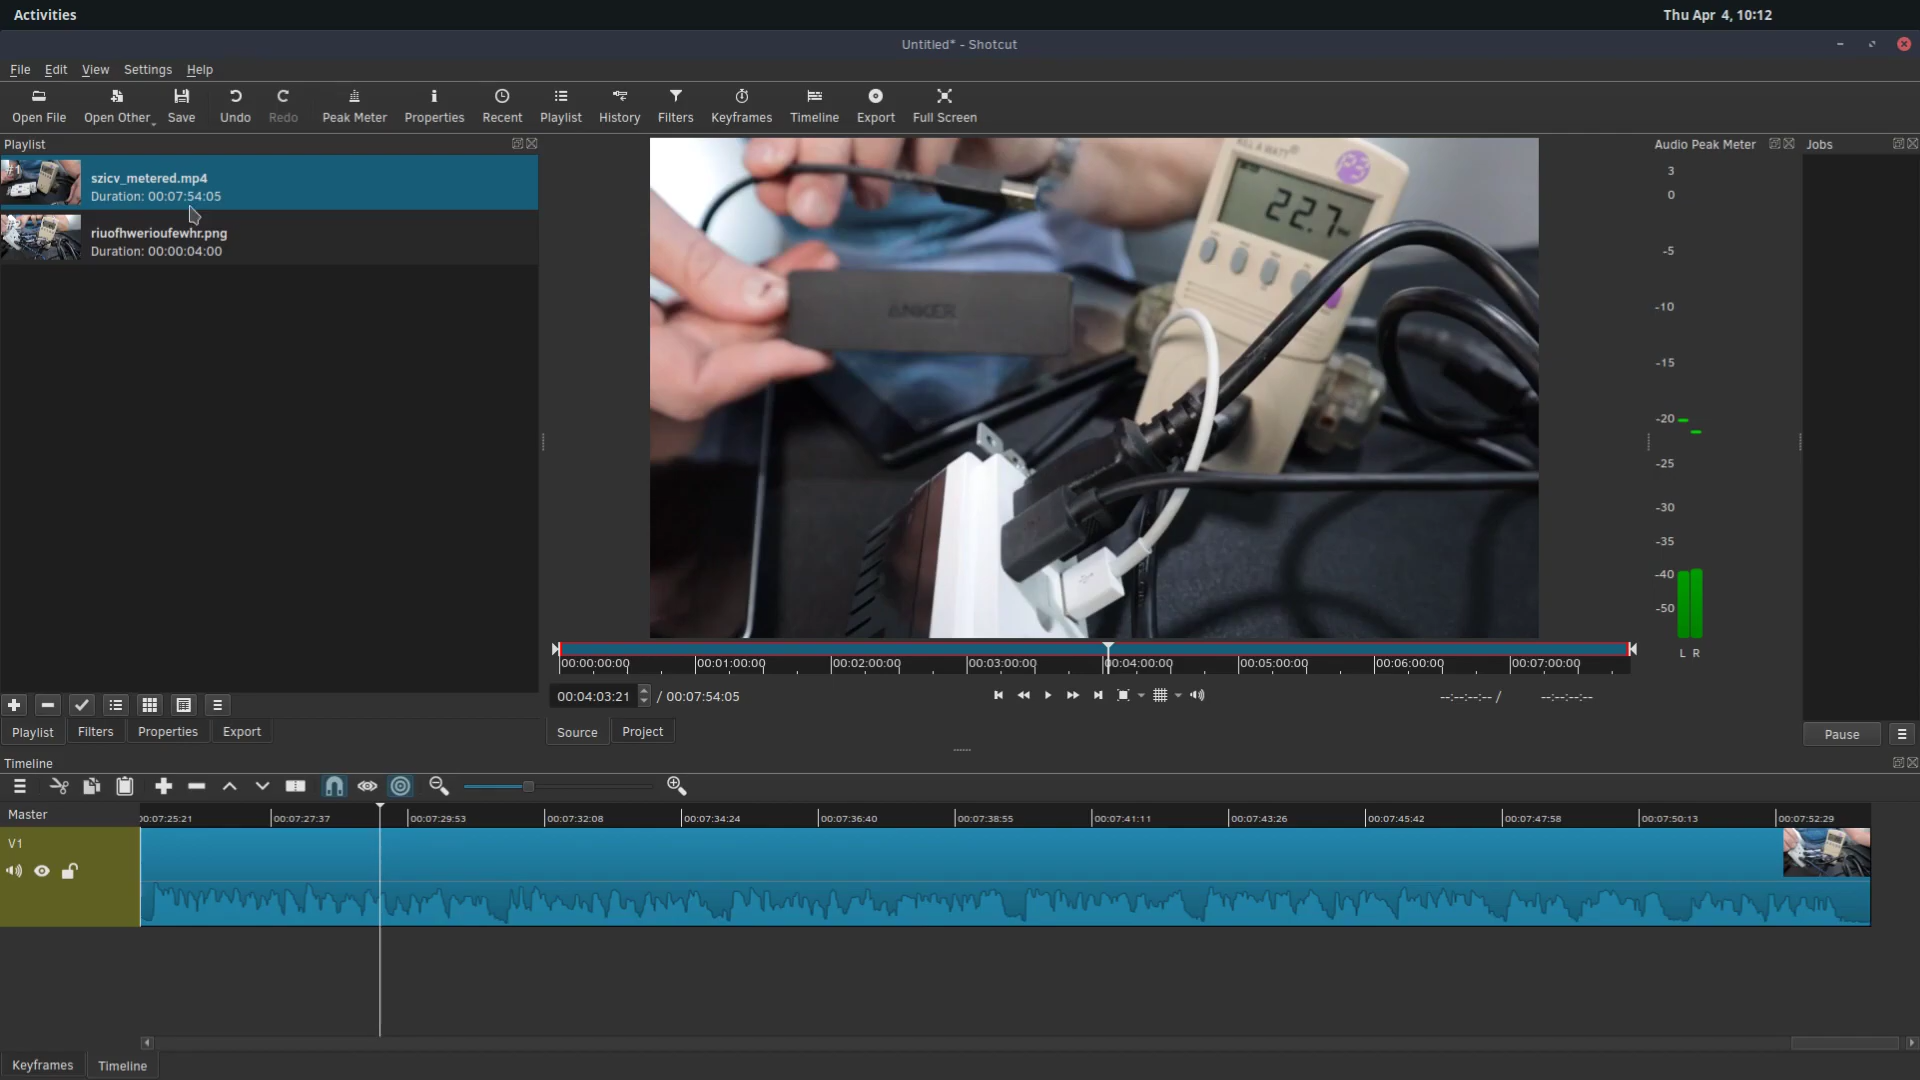 Activities
Thu Apr 4, 10:12
Untitled* - Shotcut
File Edit View Settings Help
Open File Open Other Save Undo Redo Peak Meter Properties Recent Playlist History Filters Keyframes Timeline Export Full Screen
Playlist
#1
szicv_metered.mp4
Duration: 00:07:54:05
#2
riuofhwerioufewhr.png
Duration: 00:00:04:00
KILL A WATT
P3
22.7
ANKER
00:00:00:00 00:01:00:00 00:02:00:00 00:03:00:00 00:04:00:00 00:05:00:00 00:06:00:00 00:07:00:00
00:04:03:21 / 00:07:54:05
--:--:--:-- / --:--:--:--
Playlist Filters Properties Export
Source Project
Audio Peak Meter
3
0
-5
-10
-15
-20
-25
-30
-35
-40
-50
L R
Jobs
Pause
Timeline
Master
00:07:25:21 00:07:27:37 00:07:29:53 00:07:32:08 00:07:34:24 00:07:36:40 00:07:38:55 00:07:41:11 00:07:43:26 00:07:45:42 00:07:47:58 00:07:50:13 00:07:52:29
V1
Keyframes Timeline